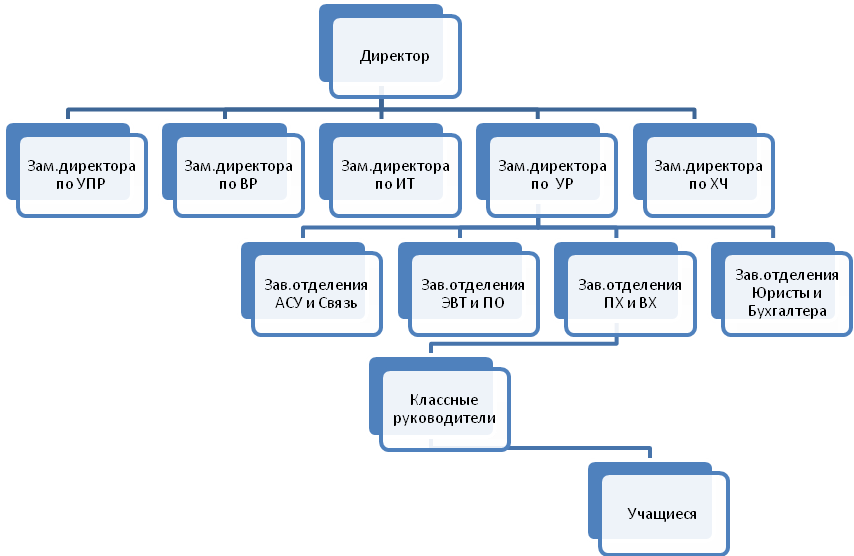 Директор
Зам.директора
по УПР
Зам.директора
по ВР
Зам.директора
по ИТ
Зам.директора
по УР
Зам.директора
по ХЧ
Зав.отделения
АСУ и Связь
Зав.отделения
ЭВТ и ПО
Зав.отделения
ПХ и ВХ
Зав.отделения
Юристы и
Бухгалтера
Классные
руководители
Учащиеся